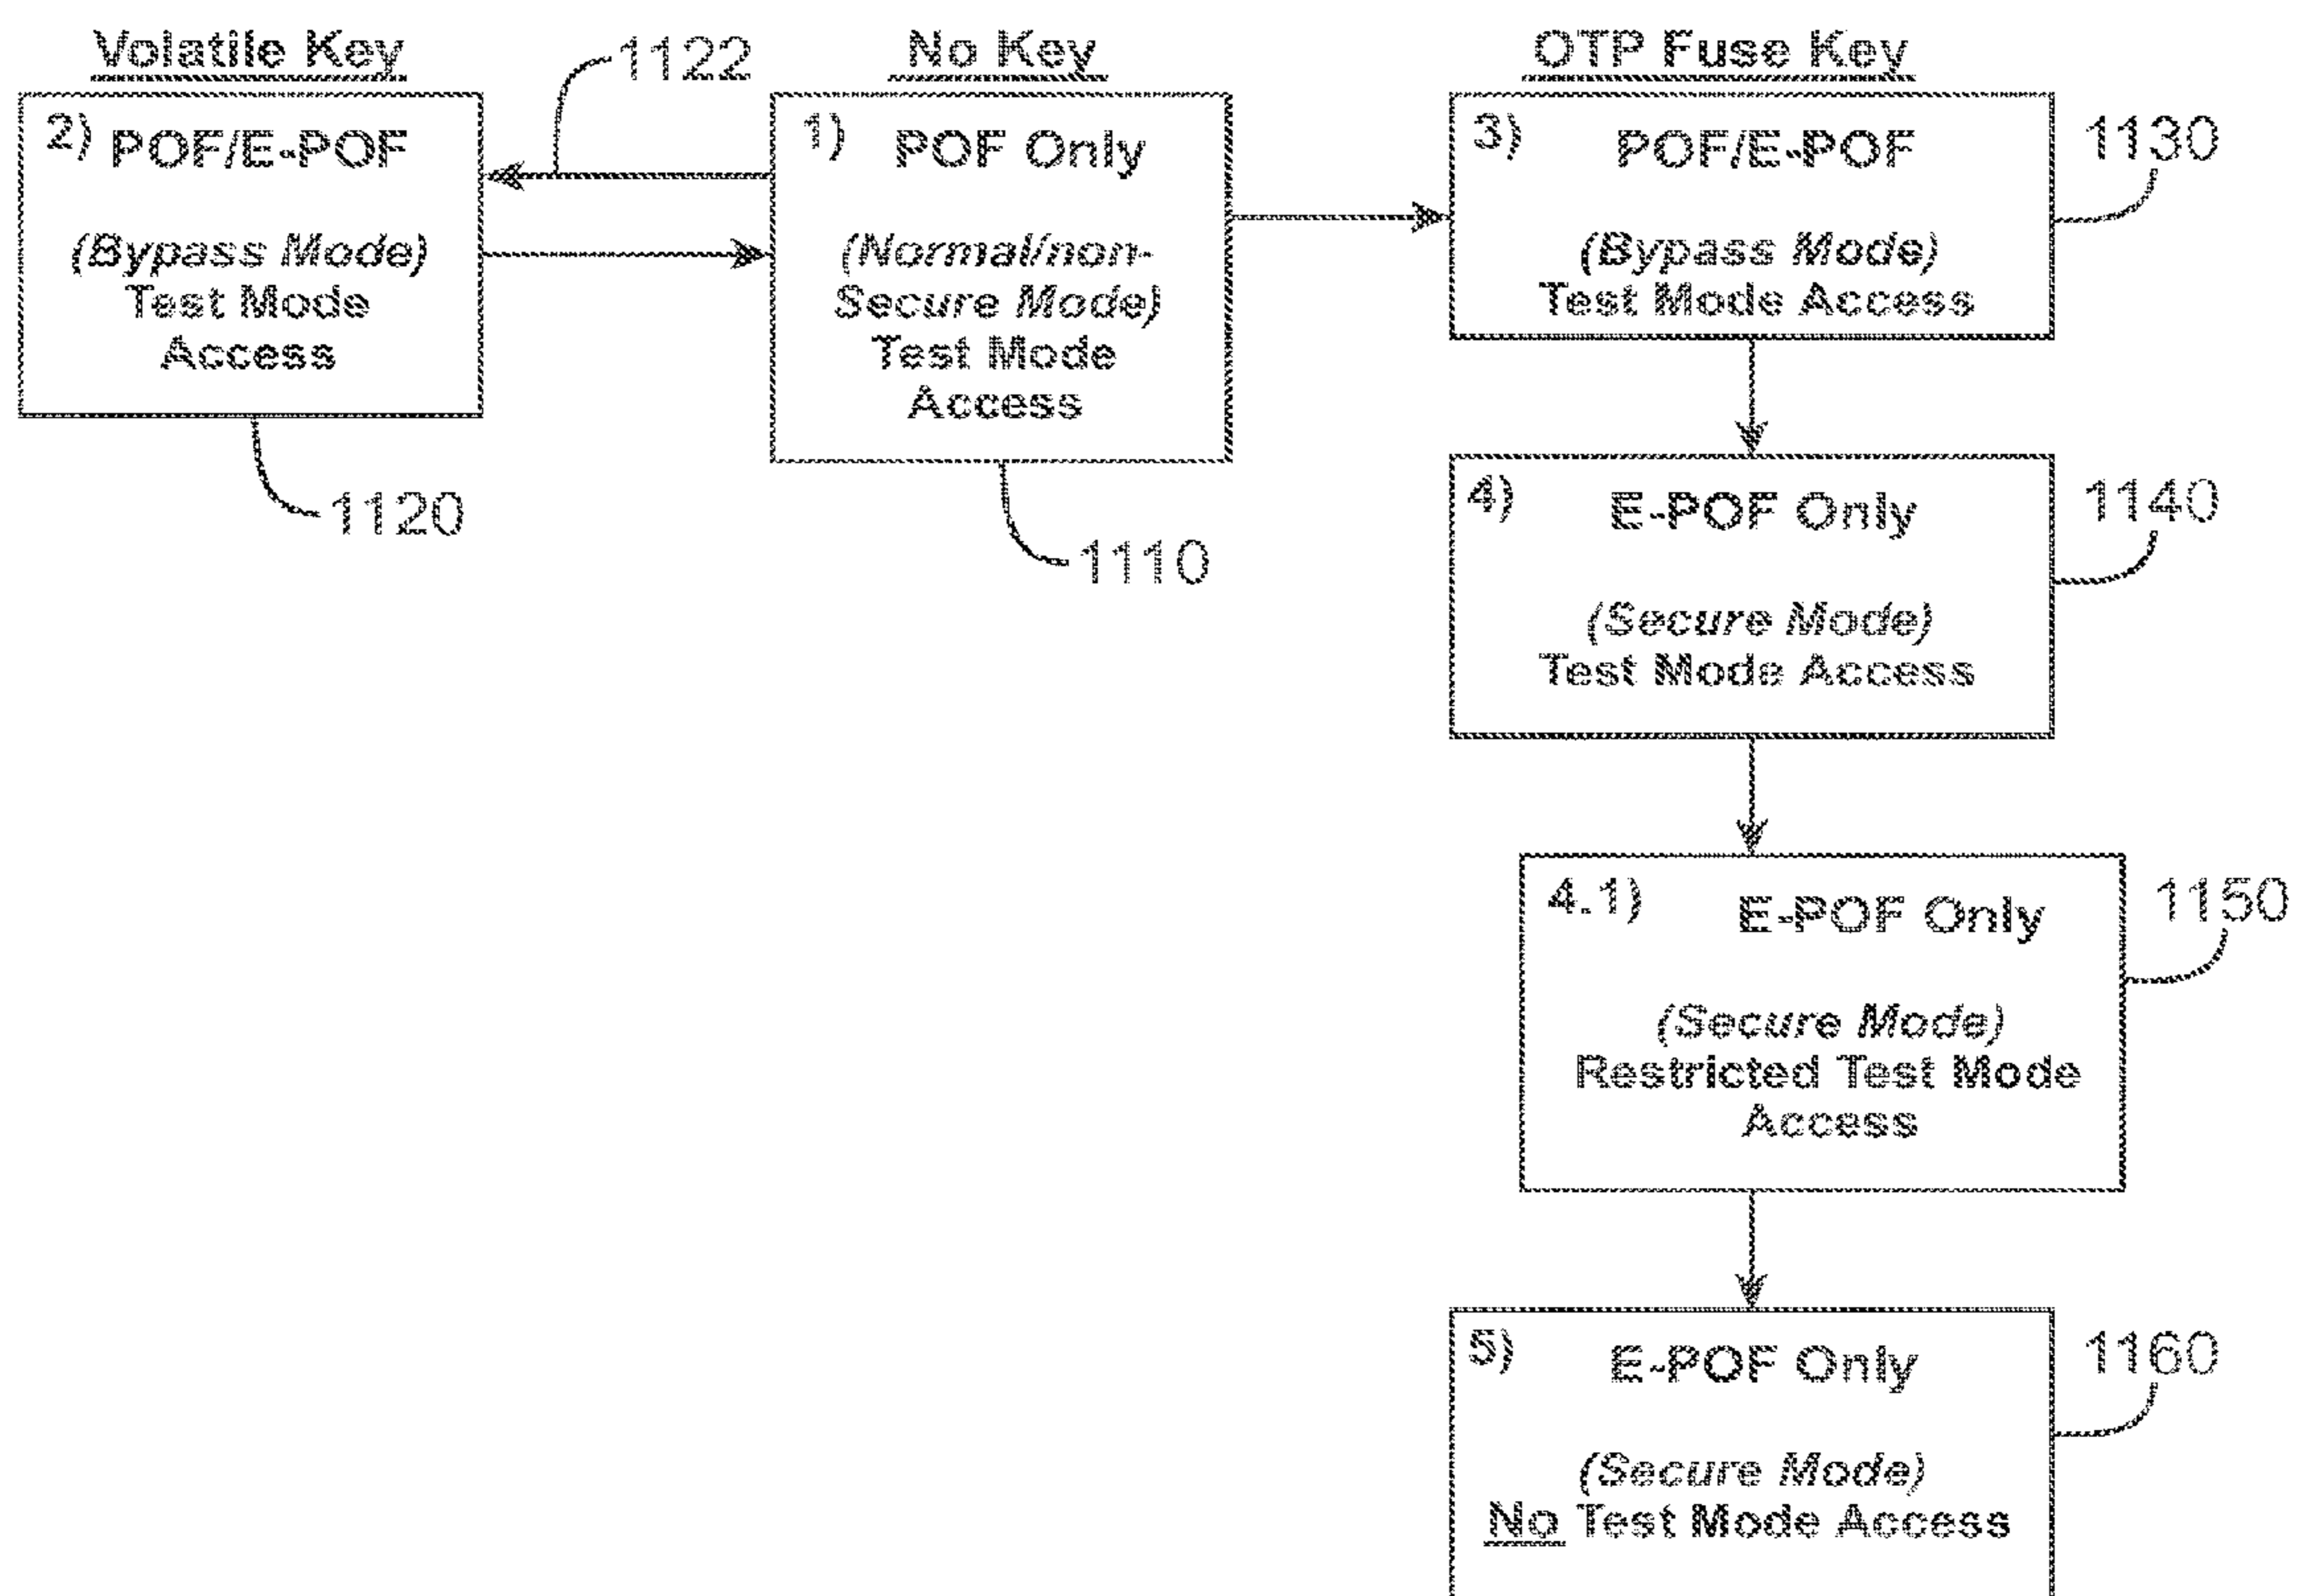 Volatile Key
1122
No Key
OTP Fuse Key
2) POF/E-POF
(Bypass Mode)
Test Mode
Access
1120
1) POF Only
(Normal/non-
Secure Mode)
Test Mode
Access
1110
3) POF/E-POF
(Bypass Mode)
Test Mode Access
1130
4) E-POF Only
(Secure Mode)
Test Mode Access
1140
4.1) E-POF Only
(Secure Mode)
Restricted Test Mode
Access
1150
5) E-POF Only
(Secure Mode)
No Test Mode Access
1160